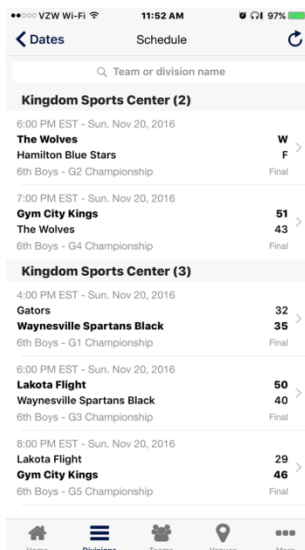 VZW Wi-Fi 11:52 AM 97%
Dates Schedule
Team or division name
Kingdom Sports Center (2)
6:00 PM EST - Sun. Nov 20, 2016
The Wolves W
Hamilton Blue Stars F
6th Boys - G2 Championship Final
7:00 PM EST - Sun. Nov 20, 2016
Gym City Kings 51
The Wolves 43
6th Boys - G4 Championship Final
Kingdom Sports Center (3)
4:00 PM EST - Sun. Nov 20, 2016
Gators 32
Waynesville Spartans Black 35
6th Boys - G1 Championship Final
6:00 PM EST - Sun. Nov 20, 2016
Lakota Flight 50
Waynesville Spartans Black 40
6th Boys - G3 Championship Final
8:00 PM EST - Sun. Nov 20, 2016
Lakota Flight 29
Gym City Kings 46
6th Boys - G5 Championship Final
Home Divisions Teams Venues More